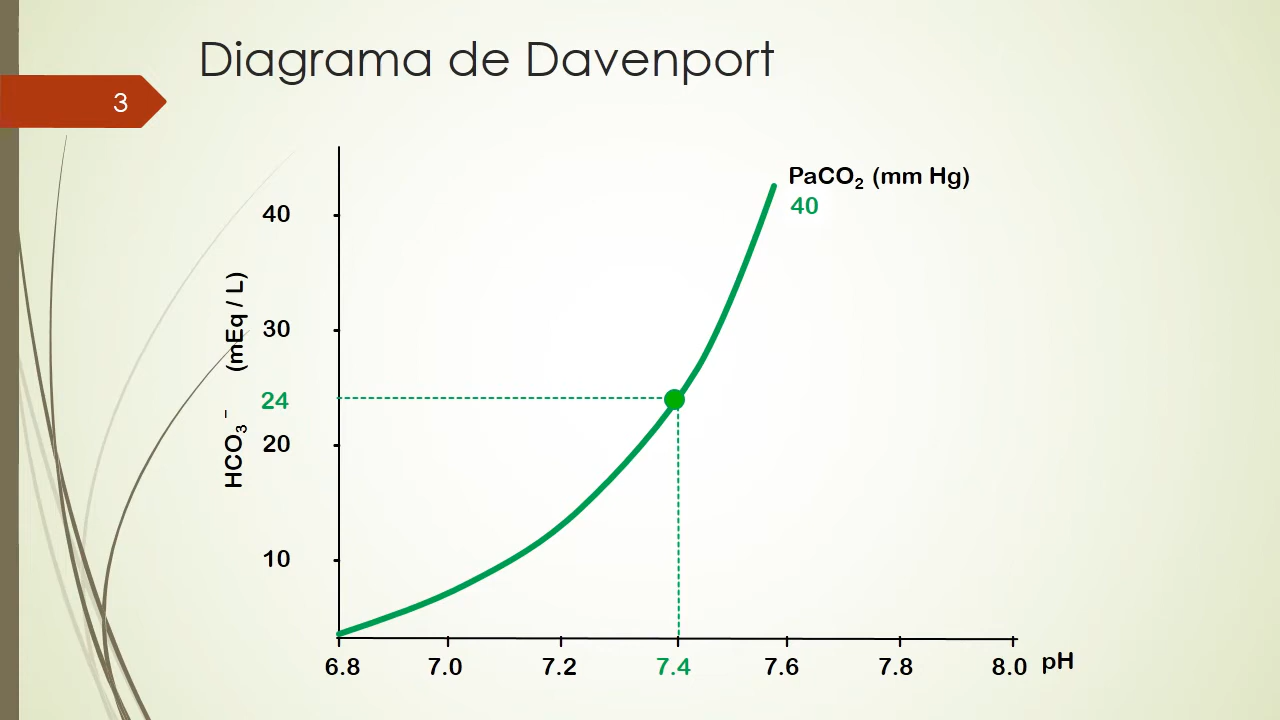 Diagrama de Davenport
3
PaCO₂ (mm Hg)
40
40
30
24
20
10
HCO₃⁻ (mEq / L)
6.8 7.0 7.2 7.4 7.6 7.8 8.0 pH